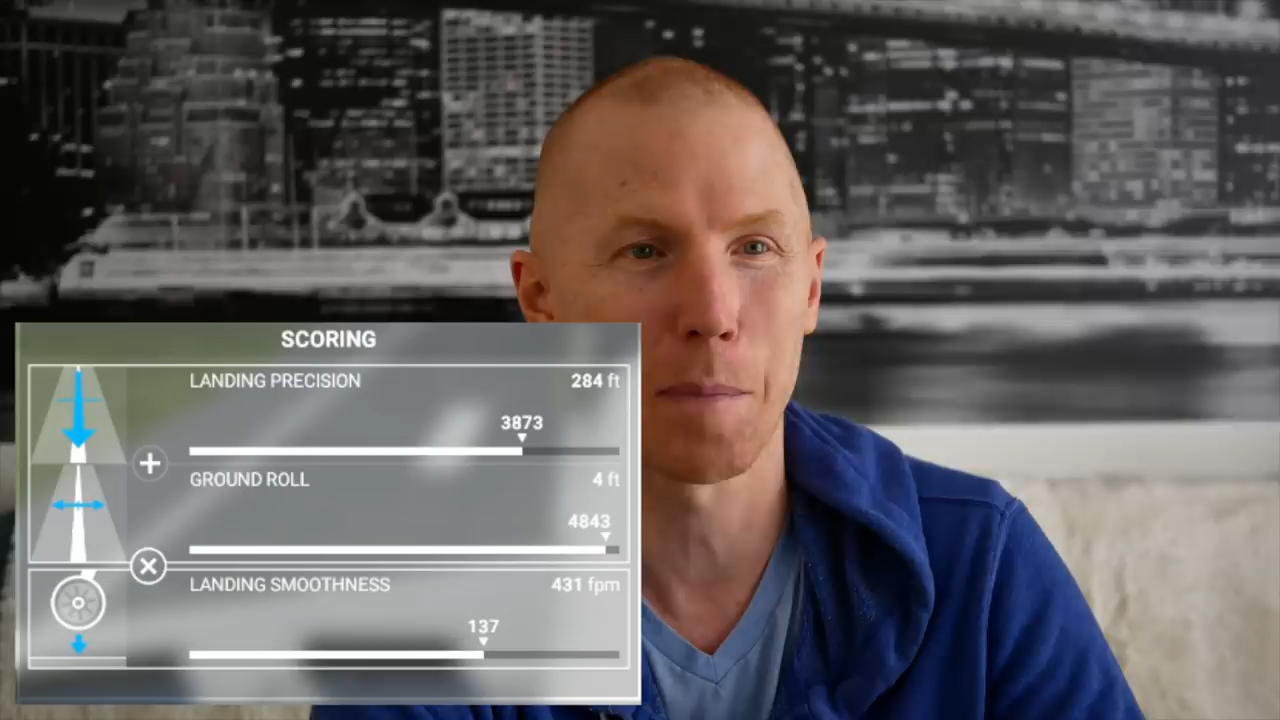 SCORING
LANDING PRECISION 284 ft
3873
GROUND ROLL 4 ft
4843
LANDING SMOOTHNESS 431 fpm
137